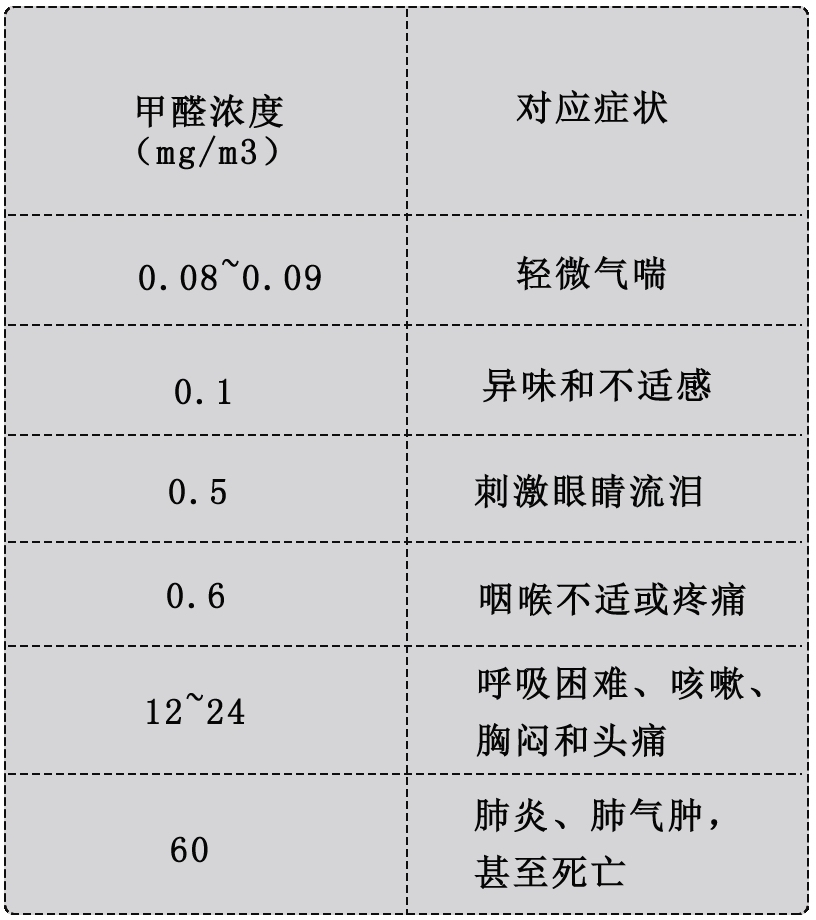 甲醛浓度
（mg/m3）
对应症状
0.08~0.09
轻微气喘
0.1
异味和不适感
0.5
刺激眼睛流泪
0.6
咽喉不适或疼痛
12~24
呼吸困难、咳嗽、
胸闷和头痛
60
肺炎、肺气肿，
甚至死亡